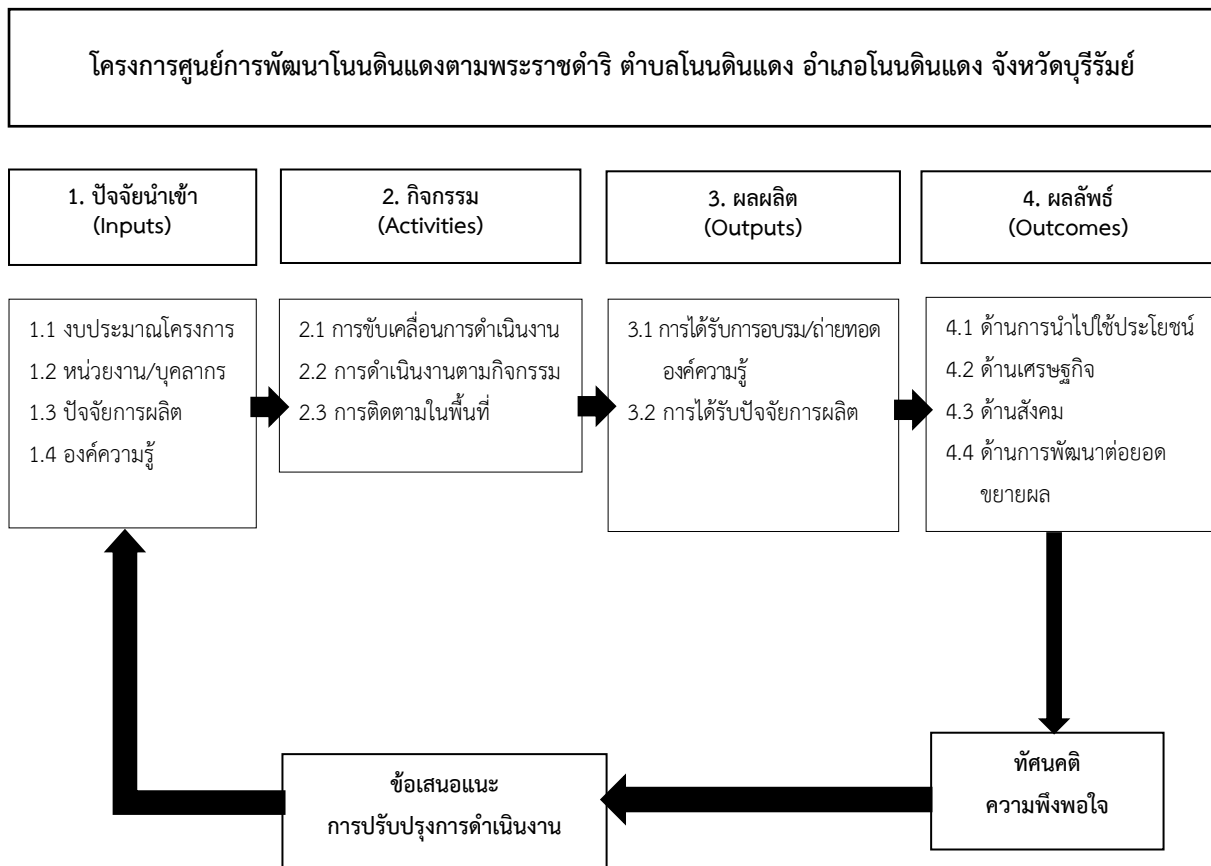 โครงการศูนย์การพัฒนาโนนดินแดงตามพระราชดำริ ตำบลโนนดินแดง อำเภอโนนดินแดง จังหวัดบุรีรัมย์
1. ปัจจัยนำเข้า
(Inputs)
2. กิจกรรม
(Activities)
3. ผลผลิต
(Outputs)
4. ผลลัพธ์
(Outcomes)
1.1 งบประมาณโครงการ
1.2 หน่วยงาน/บุคลากร
1.3 ปัจจัยการผลิต
1.4 องค์ความรู้
2.1 การขับเคลื่อนการดำเนินงาน
2.2 การดำเนินงานตามกิจกรรม
2.3 การติดตามในพื้นที่
3.1 การได้รับการอบรม/ถ่ายทอด
องค์ความรู้
3.2 การได้รับปัจจัยการผลิต
4.1 ด้านการนำไปใช้ประโยชน์
4.2 ด้านเศรษฐกิจ
4.3 ด้านสังคม
4.4 ด้านการพัฒนาต่อยอด
ขยายผล
ทัศนคติ
ความพึงพอใจ
ข้อเสนอแนะ
การปรับปรุงการดำเนินงาน